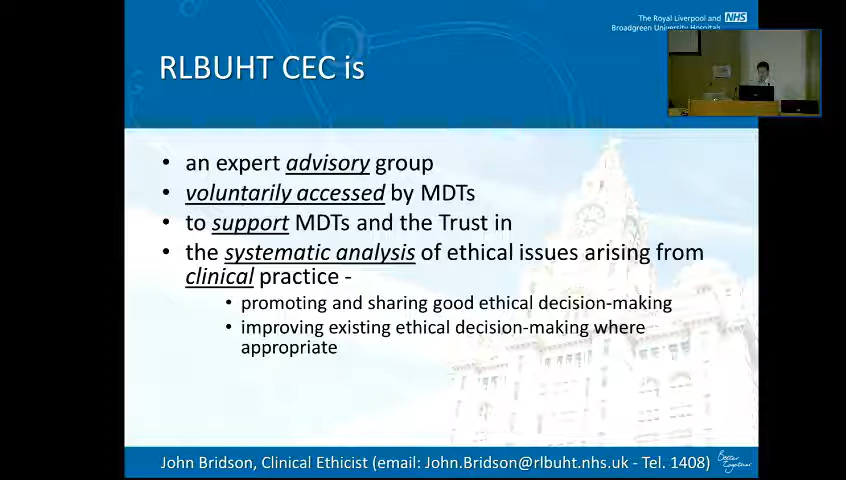 The Royal Liverpool and NHS
Broadgreen University Hospitals
RLBUHT CEC is
• an expert advisory group
• voluntarily accessed by MDTs
• to support MDTs and the Trust in
• the systematic analysis of ethical issues arising from
clinical practice -
• promoting and sharing good ethical decision-making
• improving existing ethical decision-making where
appropriate
John Bridson, Clinical Ethicist (email: John.Bridson@rlbuht.nhs.uk - Tel. 1408)
Better
Together